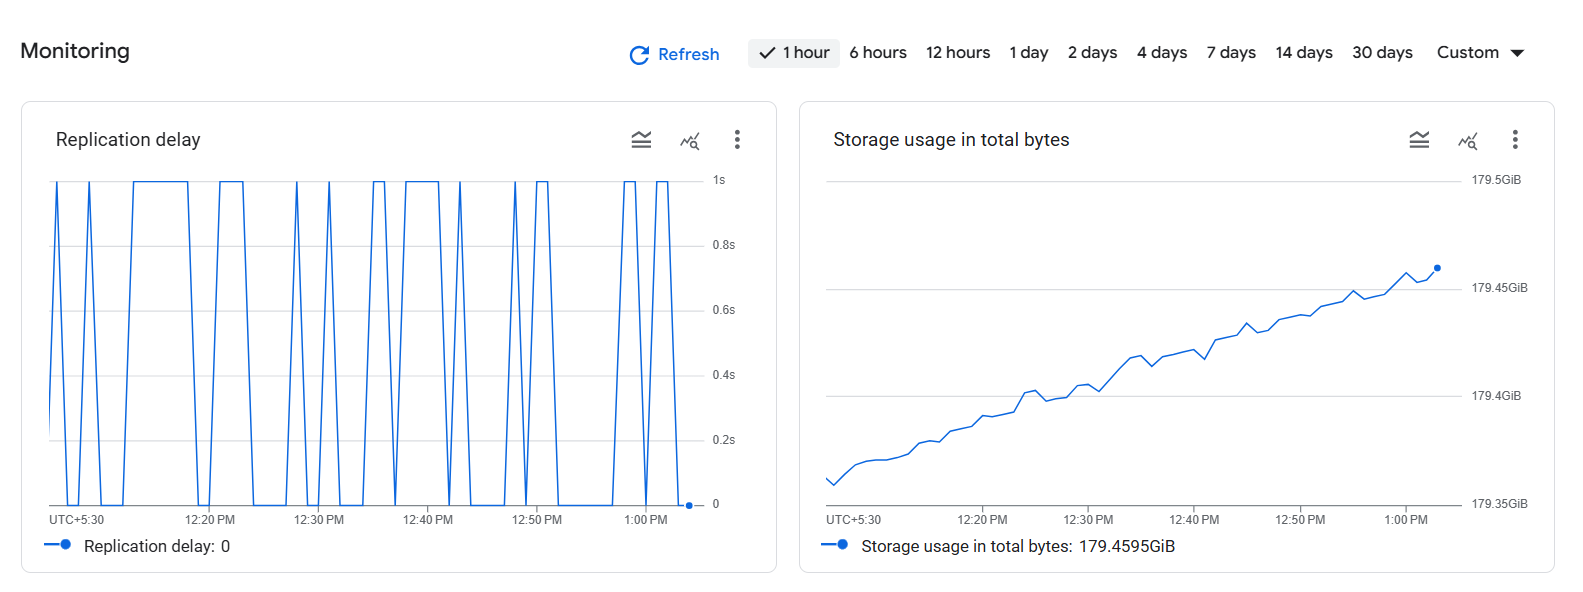 Monitoring
Refresh
1 hour
6 hours
12 hours
1 day
2 days
4 days
7 days
14 days
30 days
Custom
Replication delay
1s
0.8s
0.6s
0.4s
0.2s
0
UTC+5:30
12:20 PM
12:30 PM
12:40 PM
12:50 PM
1:00 PM
Replication delay: 0
Storage usage in total bytes
179.5GiB
179.45GiB
179.4GiB
179.35GiB
UTC+5:30
12:20 PM
12:30 PM
12:40 PM
12:50 PM
1:00 PM
Storage usage in total bytes: 179.4595GiB